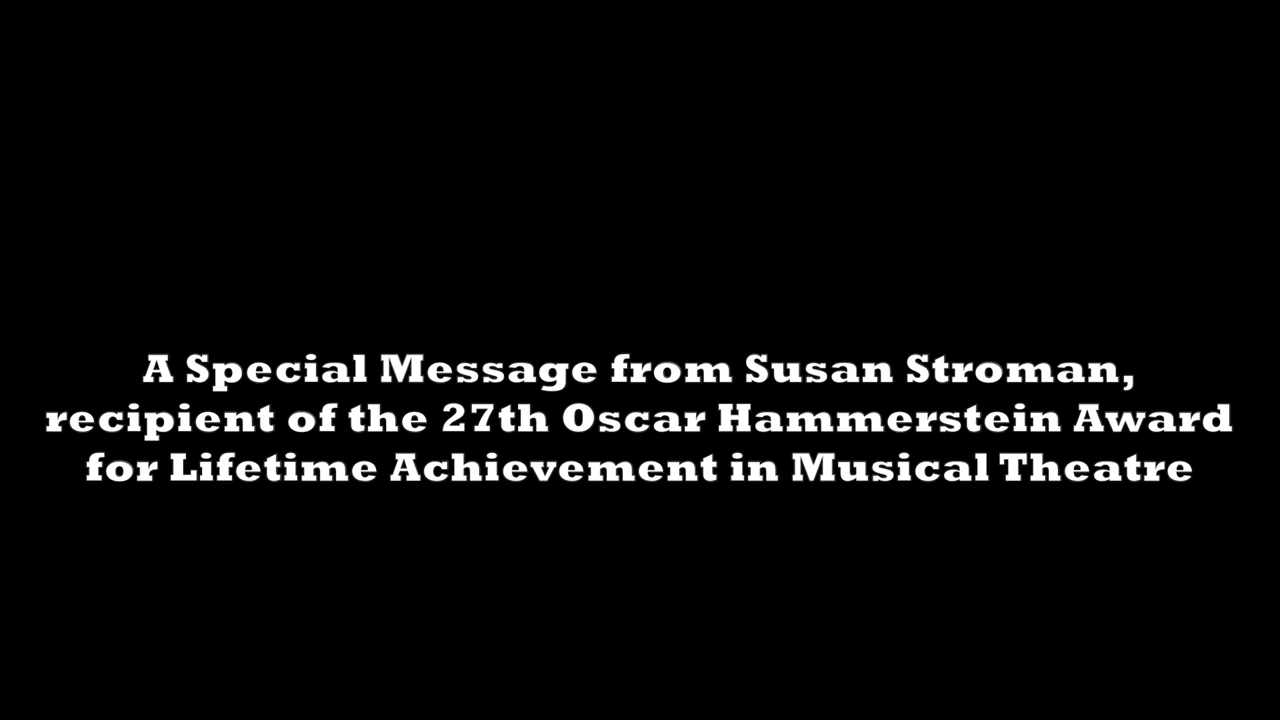 A Special Message from Susan Stroman,
recipient of the 27th Oscar Hammerstein Award
for Lifetime Achievement in Musical Theatre